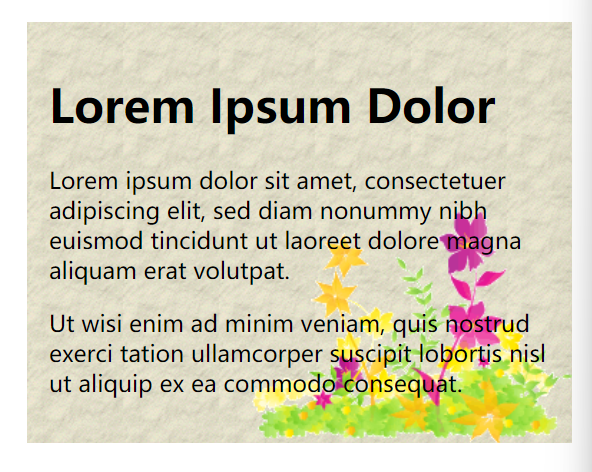 Lorem Ipsum Dolor
Lorem ipsum dolor sit amet, consectetuer
adipiscing elit, sed diam nonummy nibh
euismod tincidunt ut laoreet dolore magna
aliquam erat volutpat.
Ut wisi enim ad minim veniam, quis nostrud
exerci tation ullamcorper suscipit lobortis nisl
ut aliquip ex ea commodo consequat.